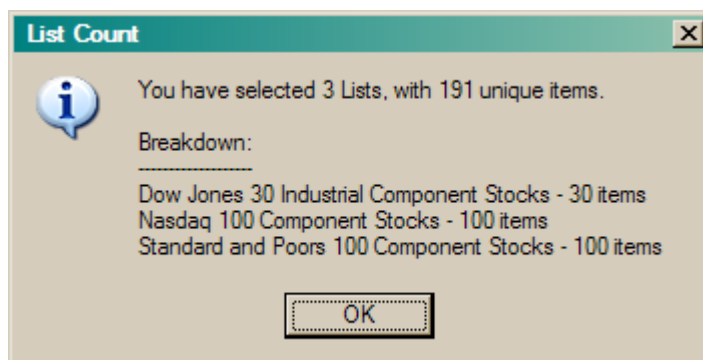 List Count
You have selected 3 Lists, with 191 unique items.
Breakdown:
-------------------
Dow Jones 30 Industrial Component Stocks - 30 items
Nasdaq 100 Component Stocks - 100 items
Standard and Poors 100 Component Stocks - 100 items
OK